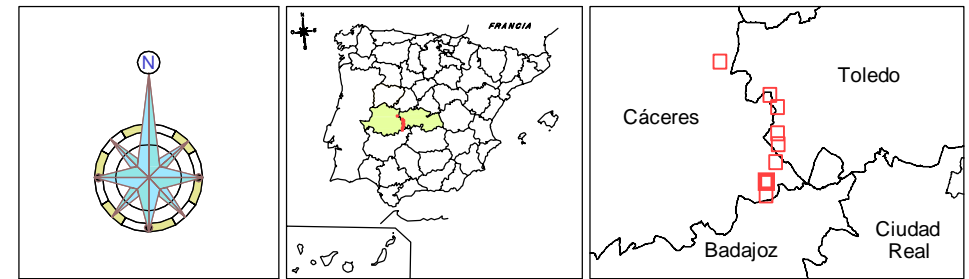 N
FRANCIA
Toledo
Cáceres
Badajoz
Ciudad
Real